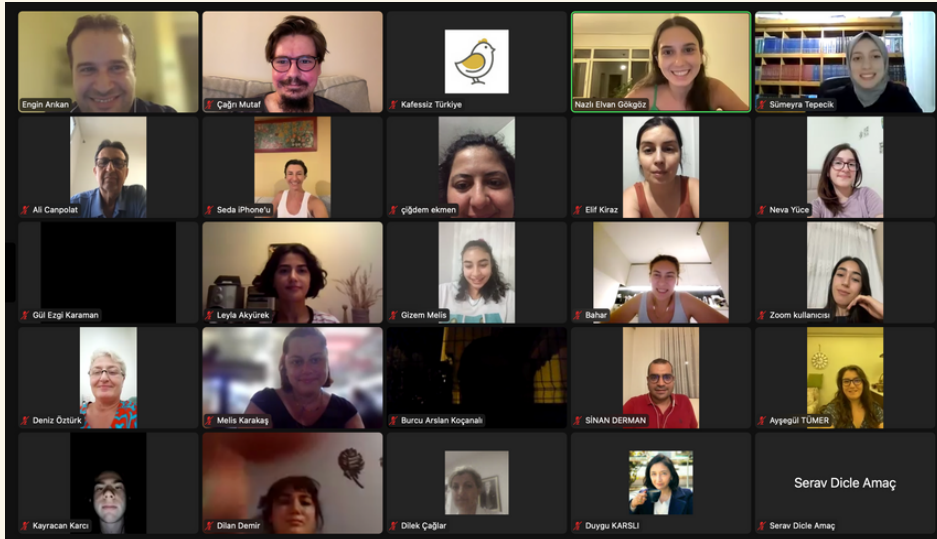 Engin Arıkan
Çağrı Mutaf
Kafessiz Türkiye
Nazlı Elvan Gökgöz
Sümeyra Tepecik
Ali Canpolat
Seda iPhone'u
çiğdem ekmen
Elif Kiraz
Neva Yüce
Gül Ezgi Karaman
Leyla Akyürek
Gizem Melis
Bahar
Zoom kullanıcısı
Deniz Öztürk
Melis Karakaş
Burcu Arslan Koçanalı
SİNAN DERMAN
Ayşegül TÜMER
Kayracan Karcı
Dilan Demir
Dilek Çağlar
Duygu KARSLI
Serav Dicle Amaç
Serav Dicle Amaç